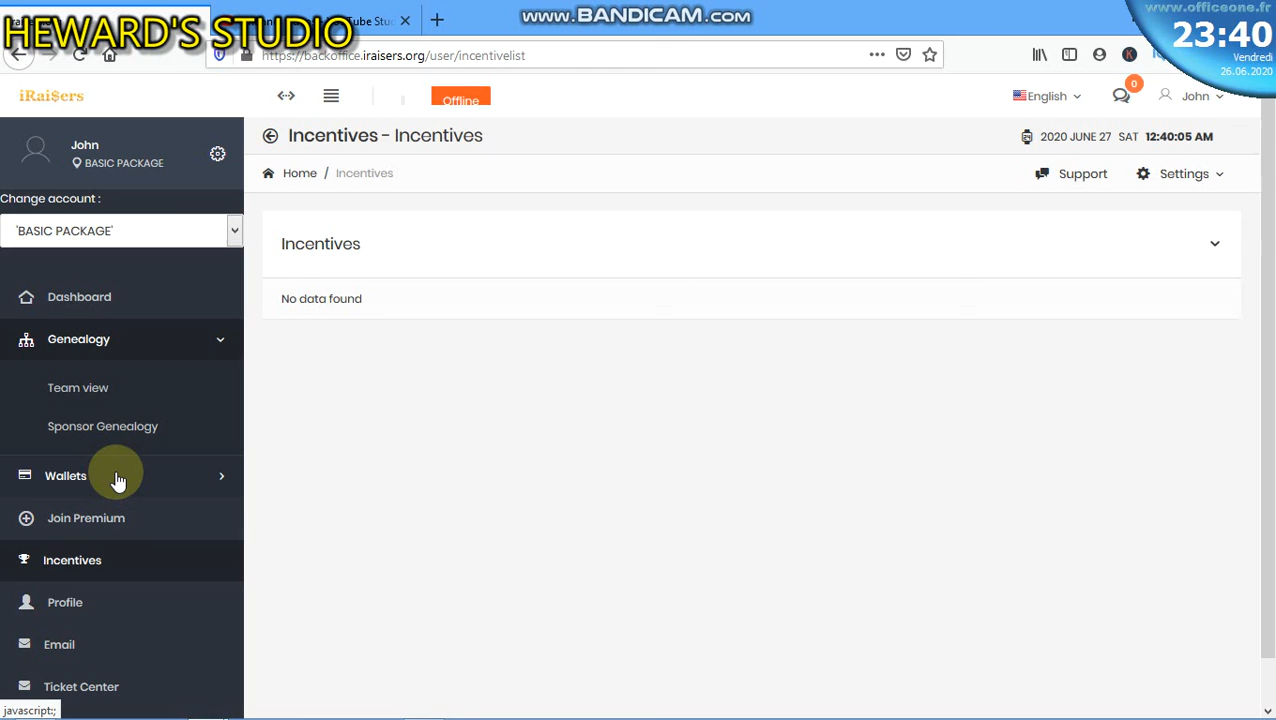 www.BANDICAM.com
www.officeone.fr
HEWARD'S STUDIO
23:40
Vendredi
26.06.2020
https://backoffice.iraisers.org/user/incentivelist
iRai$ers
Offline
English
0
John
John
BASIC PACKAGE
Incentives - Incentives
2020 JUNE 27 SAT 12:40:05 AM
Home / Incentives
Support
Settings
Change account :
'BASIC PACKAGE'
Incentives
No data found
Dashboard
Genealogy
Team view
Sponsor Genealogy
Wallets
Join Premium
Incentives
Profile
Email
Ticket Center
javascript:;